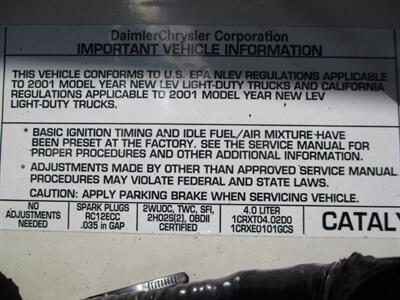 DaimlerChrysler Corporation
IMPORTANT VEHICLE INFORMATION
THIS VEHICLE CONFORMS TO U.S. EPA NLEV REGULATIONS APPLICABLE
TO 2001 MODEL YEAR NEW LEV LIGHT-DUTY TRUCKS AND CALIFORNIA
REGULATIONS APPLICABLE TO 2001 MODEL YEAR NEW LEV
LIGHT-DUTY TRUCKS.
* BASIC IGNITION TIMING AND IDLE FUEL/AIR MIXTURE HAVE
BEEN PRESET AT THE FACTORY. SEE THE SERVICE MANUAL FOR
PROPER PROCEDURES AND OTHER ADDITIONAL INFORMATION.
* ADJUSTMENTS MADE BY OTHER THAN APPROVED SERVICE MANUAL
PROCEDURES MAY VIOLATE FEDERAL AND STATE LAWS.
CAUTION: APPLY PARKING BRAKE WHEN SERVICING VEHICLE.
NO
ADJUSTMENTS
NEEDED
SPARK PLUGS
RC12ECC
.035 in GAP
2WUOC, TWC, SFI,
2HO2S(2), OBDII
CERTIFIED
4.0 LITER
1CRXT04.02D0
1CRXE0101GCS
CATALY